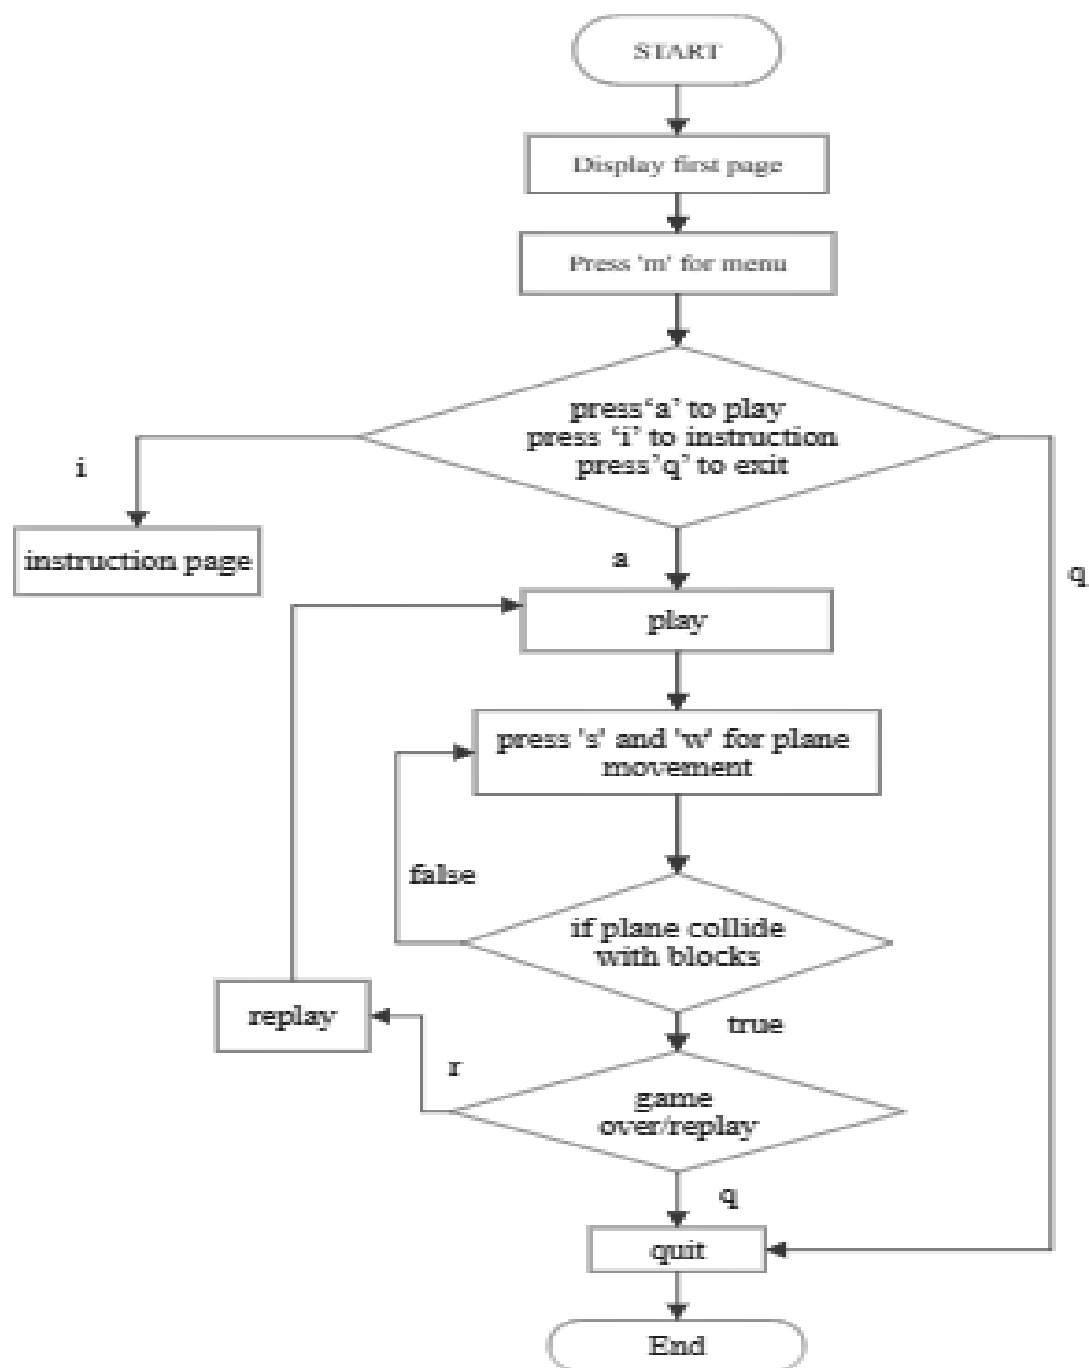 START
Display first page
Press 'm' for menu
press‘a’ to play
press ‘i’ to instruction
press’q’ to exit
i
instruction page
a
q
play
press 's' and 'w' for plane
movement
false
if plane collide
with blocks
replay
true
r
game
over/replay
q
quit
End